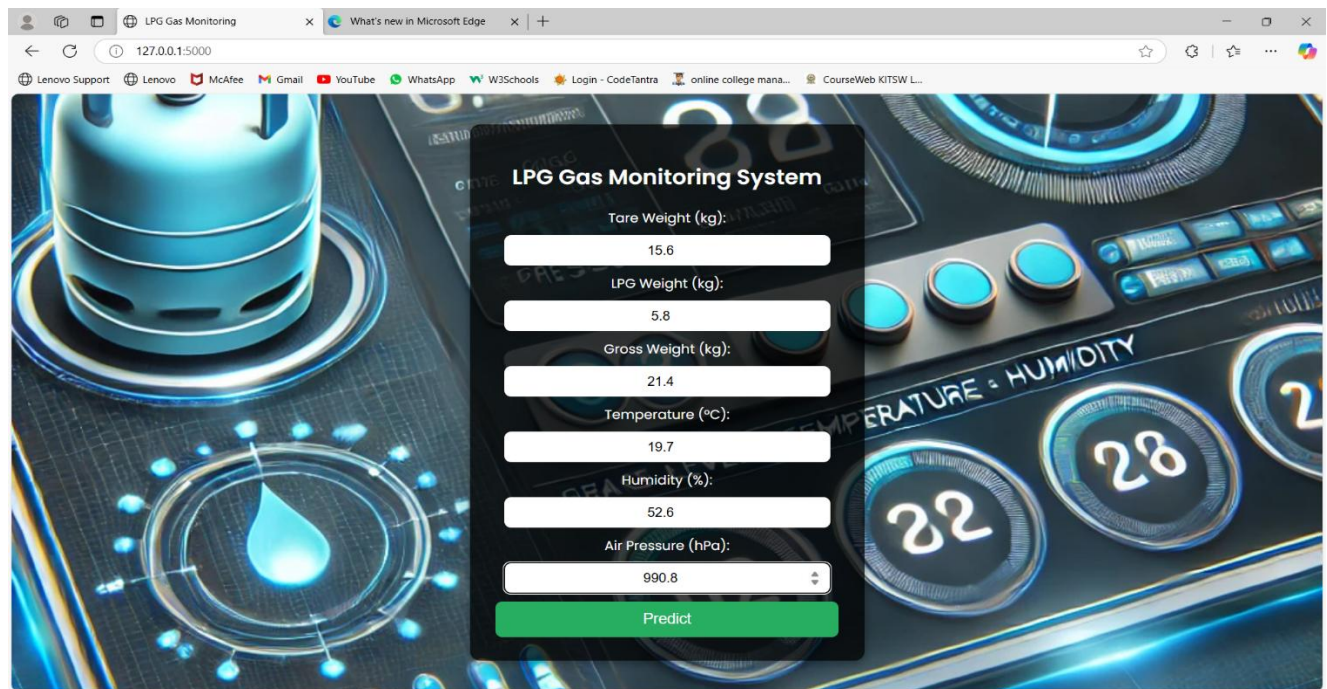 LPG Gas Monitoring
What's new in Microsoft Edge
127.0.0.1:5000
Lenovo Support Lenovo McAfee Gmail YouTube WhatsApp W3Schools Login - CodeTantra online college mana... CourseWeb KITSW L...
LPG Gas Monitoring System
Tare Weight (kg):
15.6
LPG Weight (kg):
5.8
Gross Weight (kg):
21.4
Temperature (°C):
19.7
Humidity (%):
52.6
Air Pressure (hPa):
990.8
Predict
28
HUMIDITY
22
28